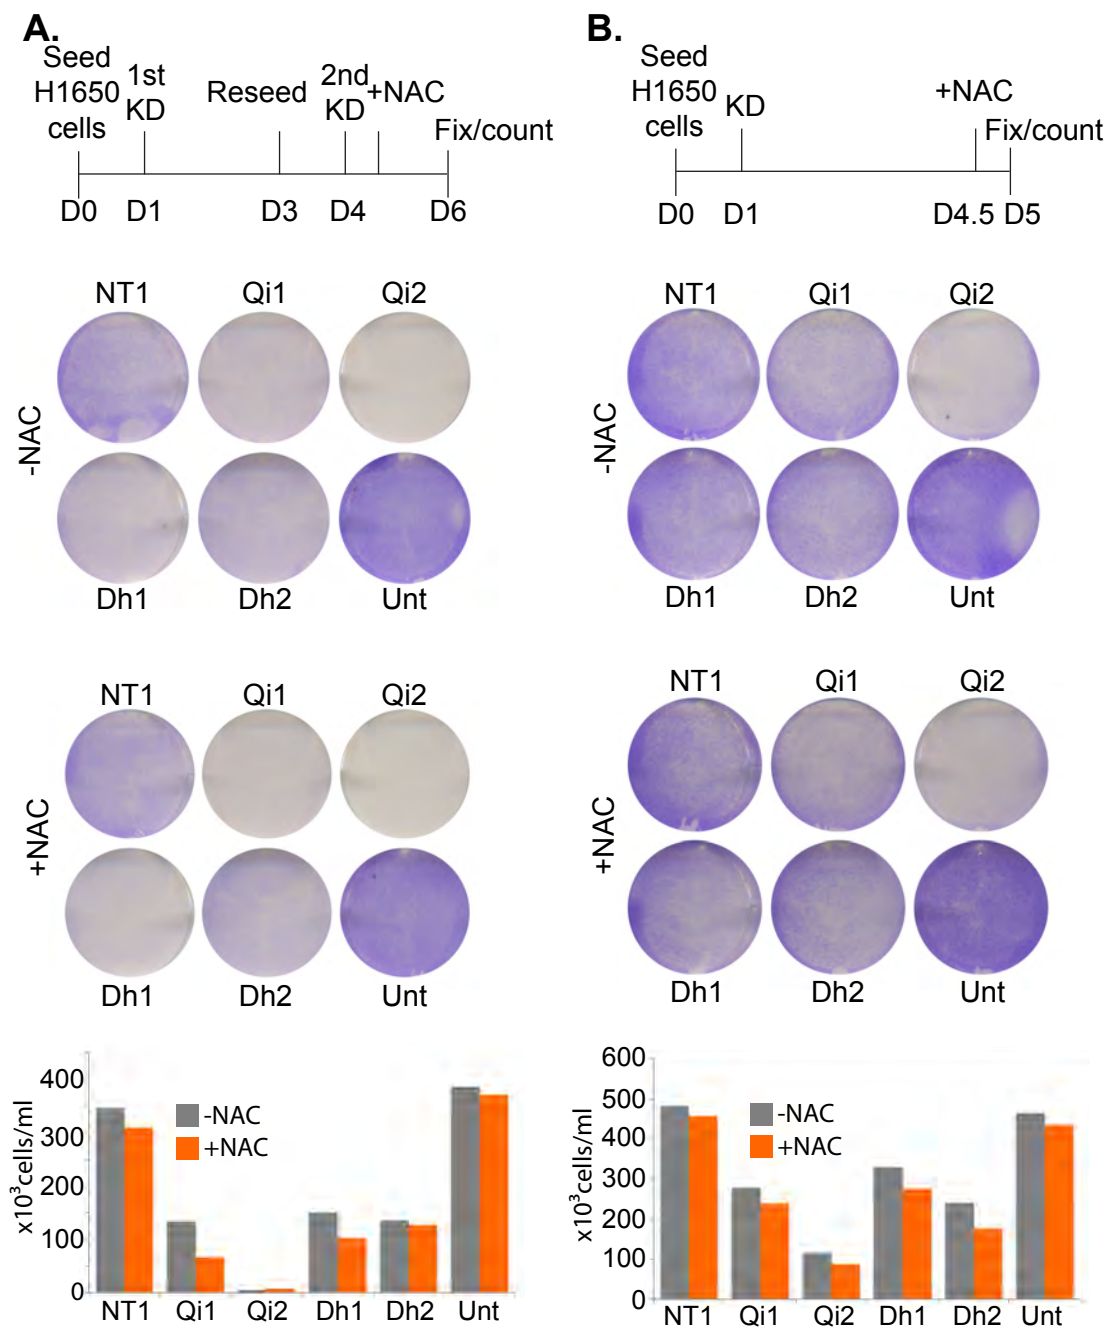 A.
Seed
H1650
cells
1st
KD
Reseed
2nd
KD
+NAC
Fix/count
D0 D1 D3 D4 D6
NT1 Qi1 Qi2
-NAC
Dh1 Dh2 Unt
NT1 Qi1 Qi2
+NAC
Dh1 Dh2 Unt
x10³cells/ml
400
300
200
100
0
-NAC
+NAC
NT1 Qi1 Qi2 Dh1 Dh2 Unt
B.
Seed
H1650
cells
KD
+NAC
Fix/count
D0 D1 D4.5 D5
NT1 Qi1 Qi2
-NAC
Dh1 Dh2 Unt
NT1 Qi1 Qi2
+NAC
Dh1 Dh2 Unt
x10³cells/ml
600
500
400
300
200
100
0
-NAC
+NAC
NT1 Qi1 Qi2 Dh1 Dh2 Unt